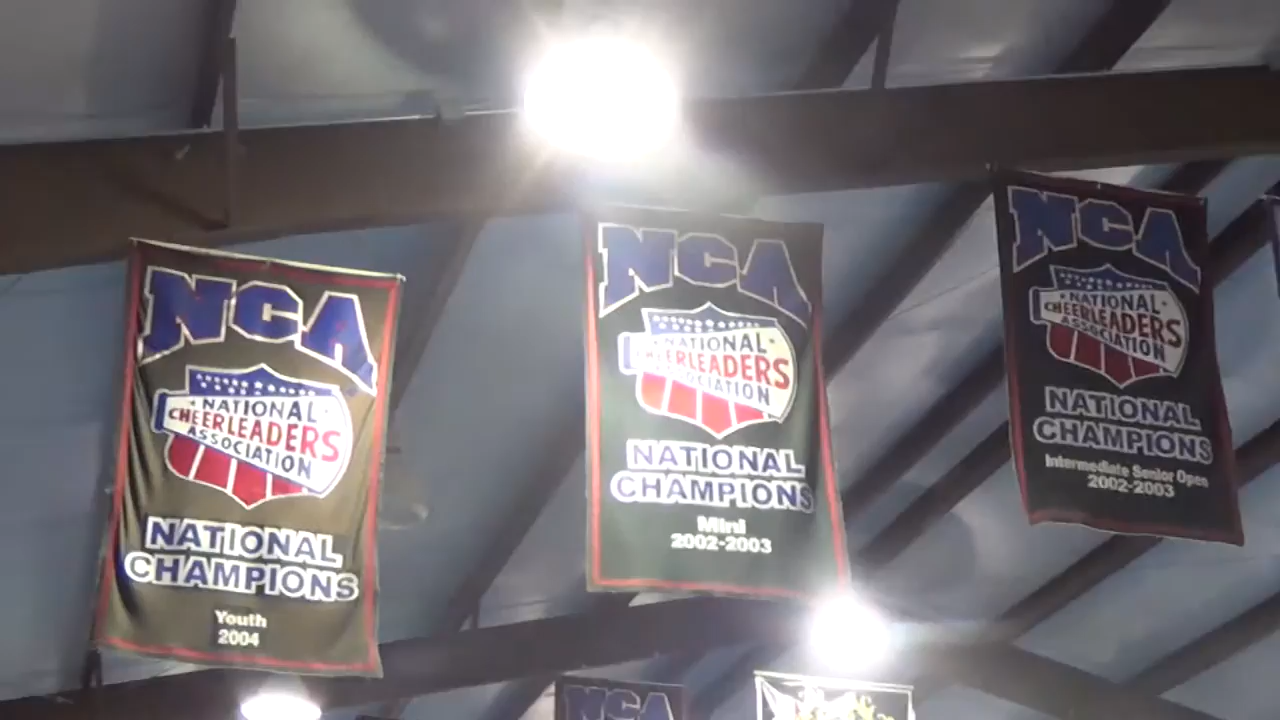 NCA
NATIONAL
CHEERLEADERS
ASSOCIATION
NATIONAL
CHAMPIONS
Youth
2004
NCA
NATIONAL
CHEERLEADERS
ASSOCIATION
NATIONAL
CHAMPIONS
Mini
2002-2003
NCA
NATIONAL
CHEERLEADERS
ASSOCIATION
NATIONAL
CHAMPIONS
Intermediate Senior Open
2002-2003
NCA